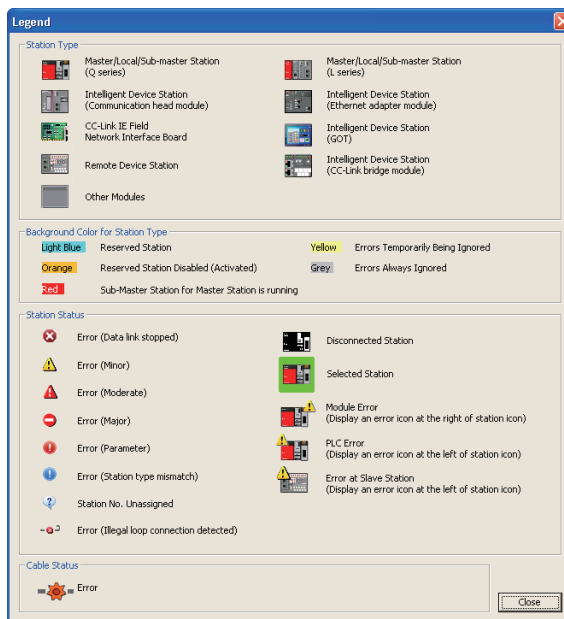 Legend
Station Type
Master/Local/Sub-master Station
(Q series)
Master/Local/Sub-master Station
(L series)
Intelligent Device Station
(Communication head module)
Intelligent Device Station
(Ethernet adapter module)
CC-Link IE Field
Network Interface Board
Intelligent Device Station
(GOT)
Remote Device Station
Intelligent Device Station
(CC-Link bridge module)
Other Modules
Background Color for Station Type
Light Blue Reserved Station
Yellow Errors Temporarily Being Ignored
Orange Reserved Station Disabled (Activated)
Grey Errors Always Ignored
Red Sub-Master Station for Master Station is running
Station Status
Error (Data link stopped)
Error (Minor)
Error (Moderate)
Error (Major)
Error (Parameter)
Error (Station type mismatch)
Station No. Unassigned
Error (Illegal loop connection detected)
Disconnected Station
Selected Station
Module Error
(Display an error icon at the right of station icon)
PLC Error
(Display an error icon at the left of station icon)
Error at Slave Station
(Display an error icon at the left of station icon)
Cable Status
Error
Close